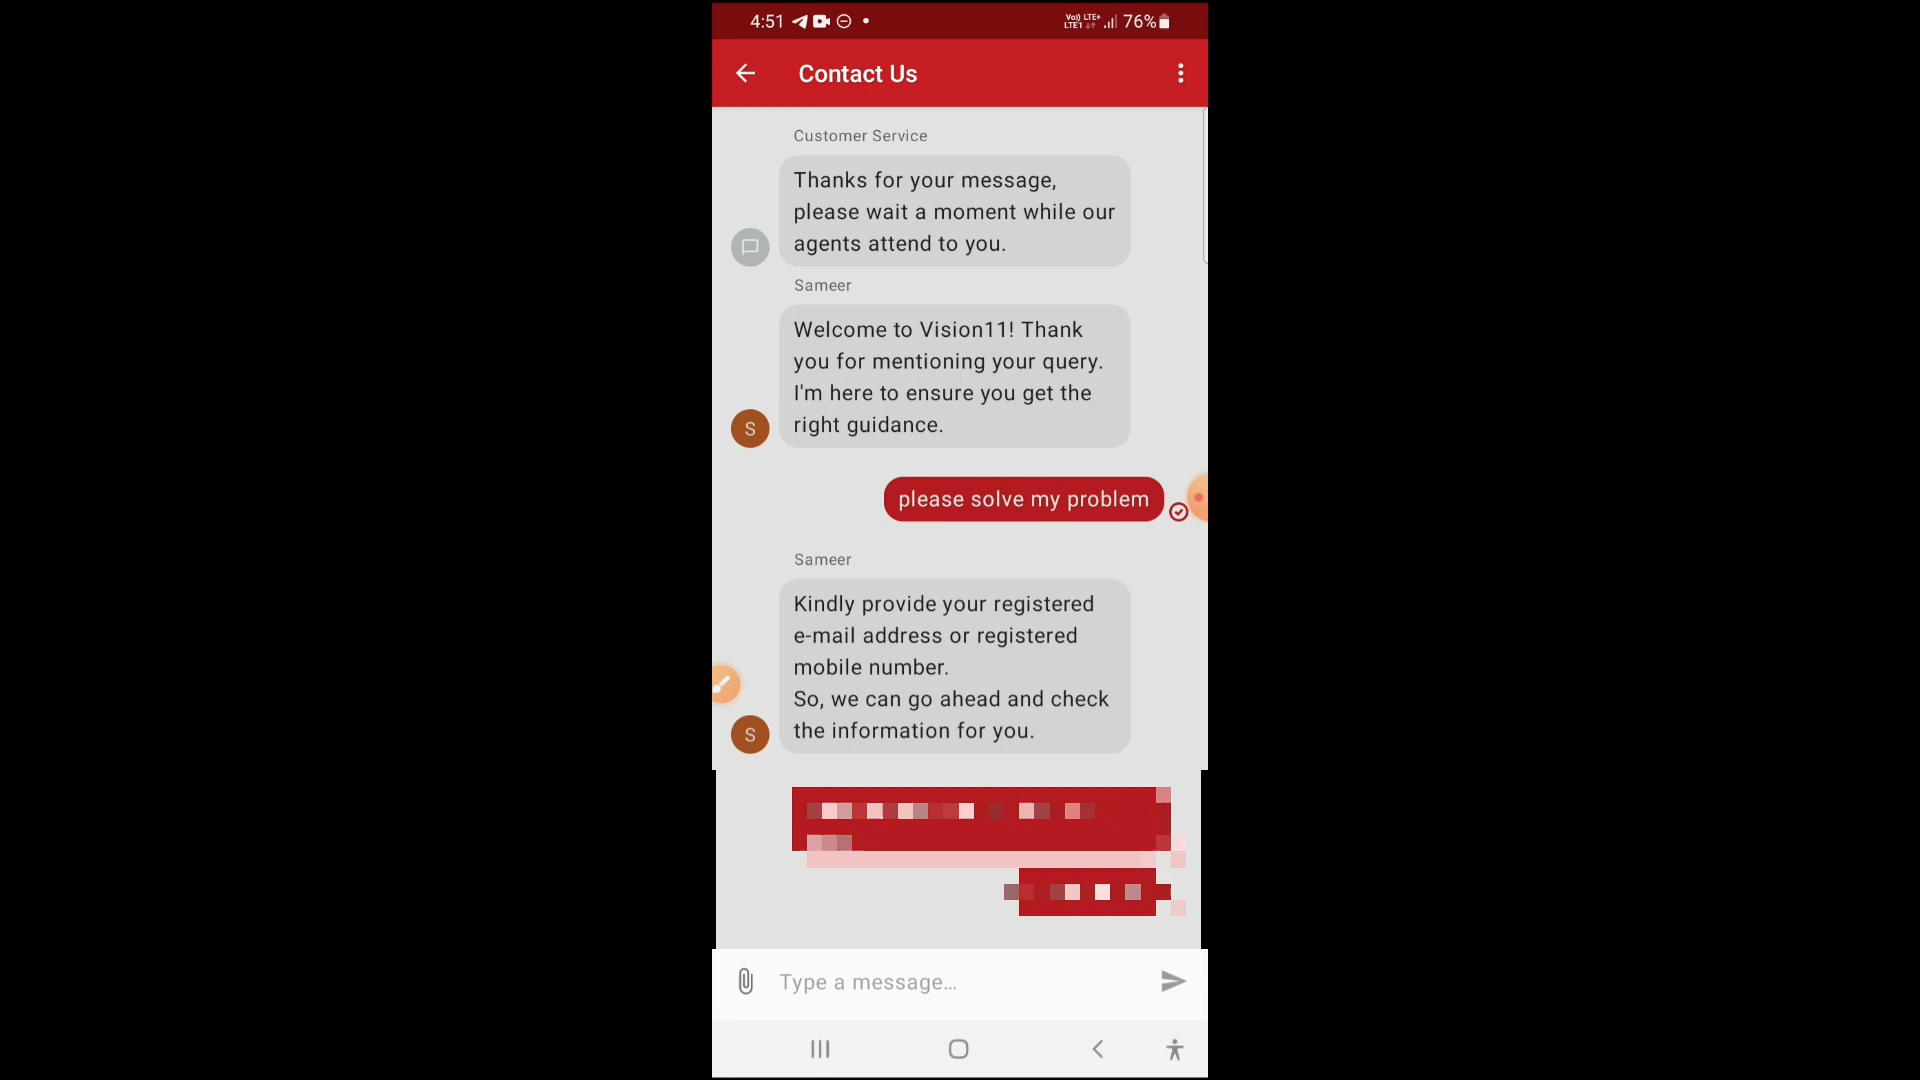 4:51
Vo)) LTE+
LTE1
76%
Contact Us
Customer Service
Thanks for your message,
please wait a moment while our
agents attend to you.
Sameer
Welcome to Vision11! Thank
you for mentioning your query.
I'm here to ensure you get the
right guidance.
S
please solve my problem
Sameer
Kindly provide your registered
e-mail address or registered
mobile number.
So, we can go ahead and check
the information for you.
S
Type a message...